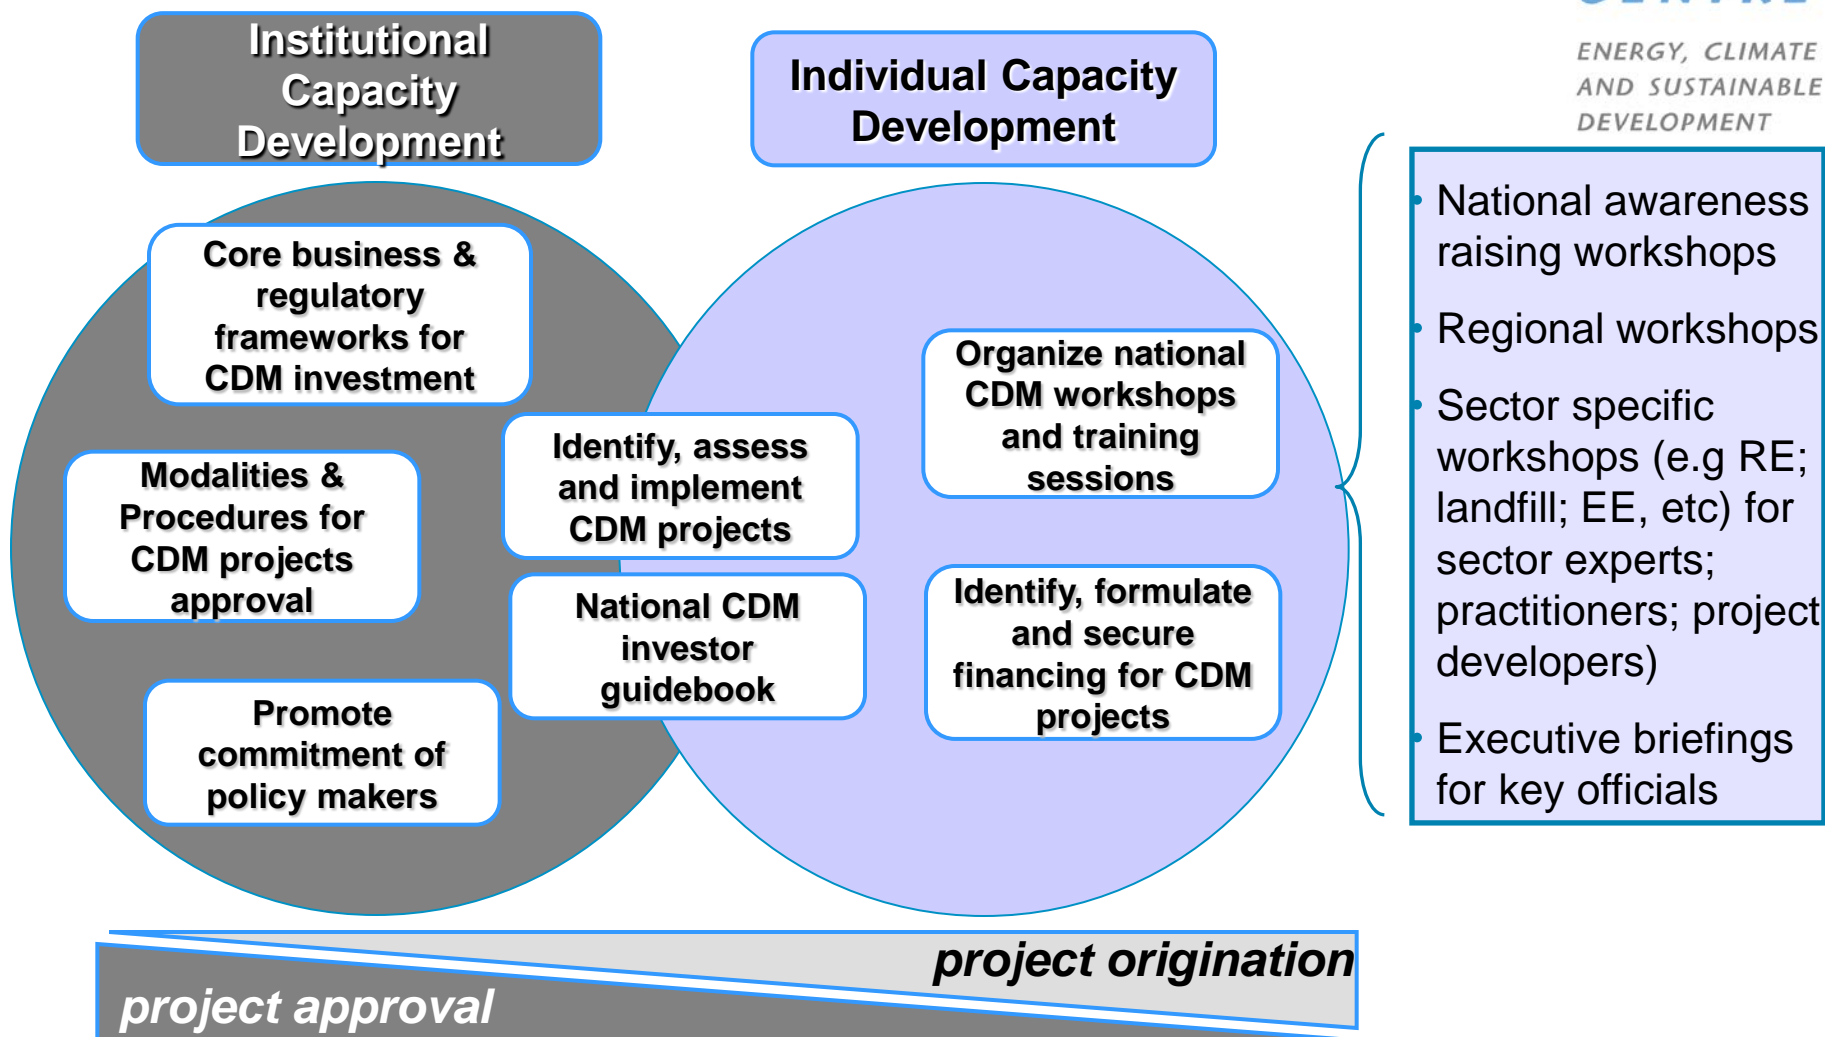 Institutional
Capacity
Development
Individual Capacity
Development
ENERGY, CLIMATE
AND SUSTAINABLE
DEVELOPMENT
Core business &
regulatory
frameworks for
CDM investment
Modalities &
Procedures for
CDM projects
approval
Promote
commitment of
policy makers
Identify, assess
and implement
CDM projects
National CDM
investor
guidebook
Organize national
CDM workshops
and training
sessions
Identify, formulate
and secure
financing for CDM
projects
• National awareness
raising workshops
• Regional workshops
• Sector specific
workshops (e.g RE;
landfill; EE, etc) for
sector experts;
practitioners; project
developers)
• Executive briefings
for key officials
project origination
project approval